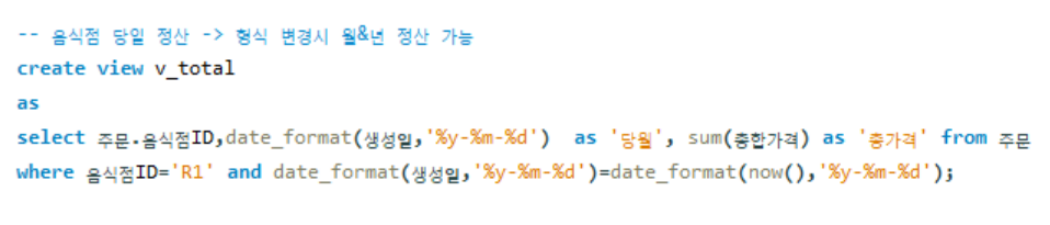 -- 음식점 당일 정산 -> 형식 변경시 월&년 정산 가능
create view v_total
as
select 주문.음식점ID,date_format(생성일,'%y-%m-%d')  as '당월', sum(총합가격) as '총가격' from 주문
where 음식점ID='R1' and date_format(생성일,'%y-%m-%d')=date_format(now(),'%y-%m-%d');